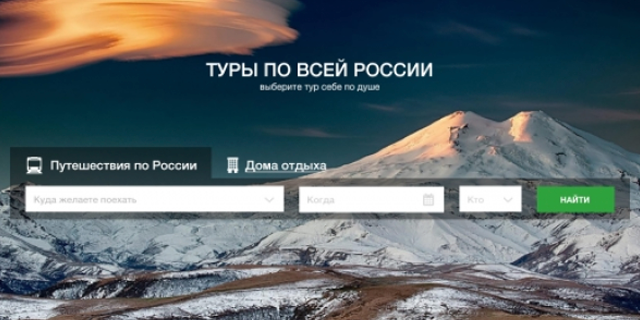 ТУРЫ ПО ВСЕЙ РОССИИ
выберите тур себе по душе
Путешествия по России
Дома отдыха
Куда желаете поехать
Когда
Кто
НАЙТИ